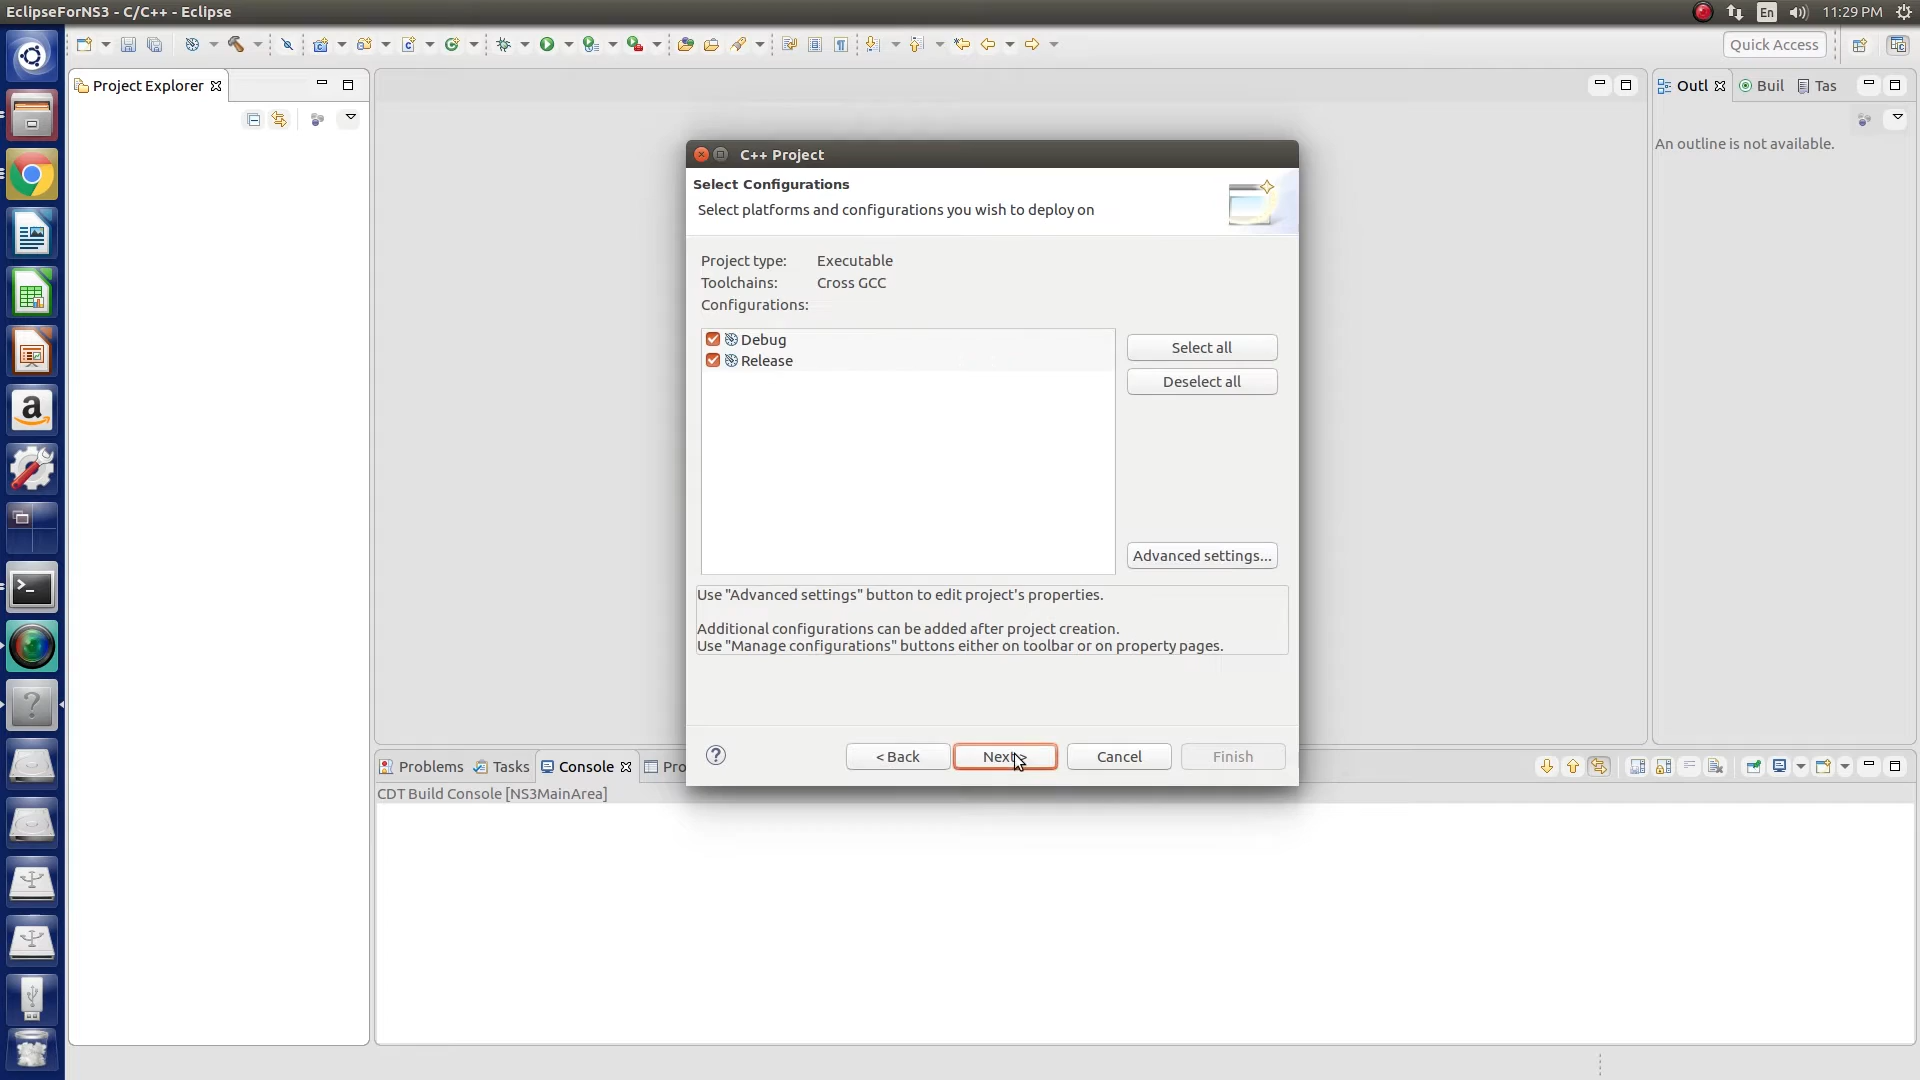 EclipseForNS3 - C/C++ - Eclipse
En
11:29 PM
Quick Access
Project Explorer
Outl
Buil
Tas
An outline is not available.
C++ Project
Select Configurations
Select platforms and configurations you wish to deploy on
Project type: Executable
Toolchains: Cross GCC
Configurations:
Debug
Release
Select all
Deselect all
Advanced settings...
Use "Advanced settings" button to edit project's properties.
Additional configurations can be added after project creation.
Use "Manage configurations" buttons either on toolbar or on property pages.
< Back
Next >
Cancel
Finish
Problems
Tasks
Console
Pro
CDT Build Console [NS3MainArea]